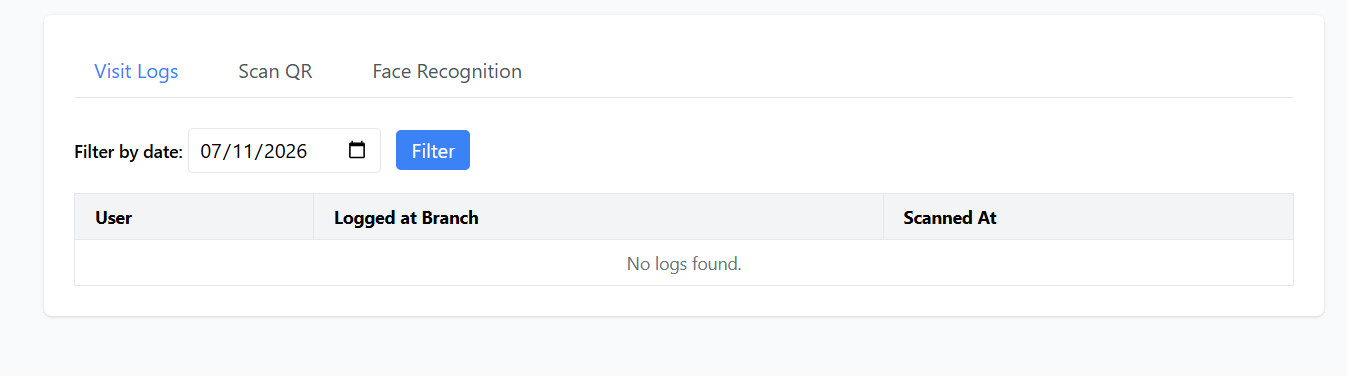 Visit Logs Scan QR Face Recognition
Filter by date: 07/11/2026 Filter
User Logged at Branch Scanned At
No logs found.